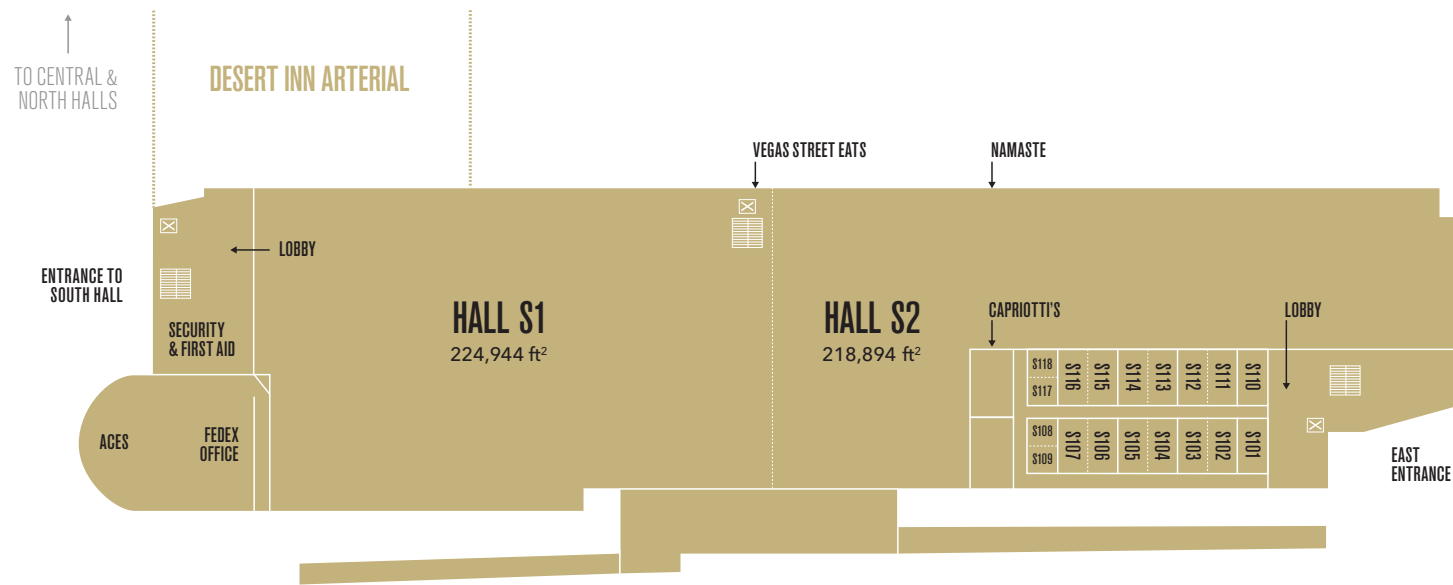 TO CENTRAL &
NORTH HALLS
DESERT INN ARTERIAL
VEGAS STREET EATS
NAMASTE
LOBBY
ENTRANCE TO
SOUTH HALL
SECURITY
& FIRST AID
HALL S1
224,944 ft²
HALL S2
218,894 ft²
CAPRIOTTI'S
LOBBY
S118
S117
S116
S115
S114
S113
S112
S111
S110
S108
S109
S107
S106
S105
S104
S103
S102
S101
ACES
FEDEX
OFFICE
EAST
ENTRANCE